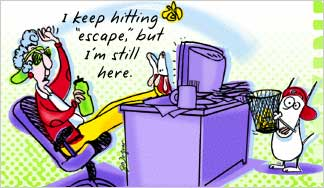 I keep hitting
"escape," but
I'm still
here.